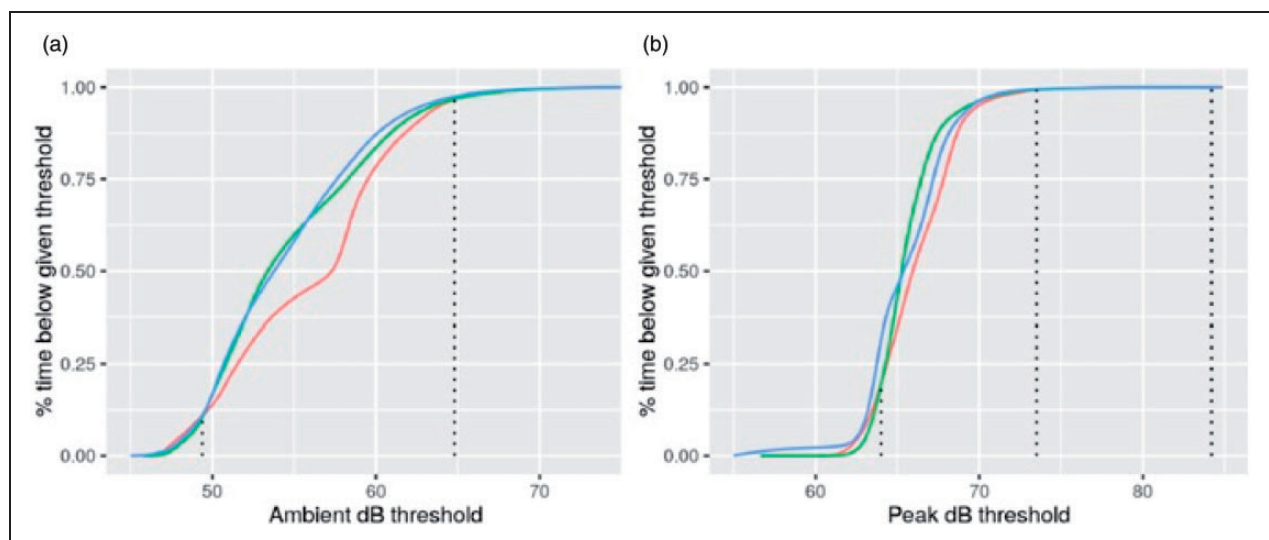 (a)
% time below given threshold
1.00
0.75
0.50
0.25
0.00
50 60 70
Ambient dB threshold
(b)
% time below given threshold
1.00
0.75
0.50
0.25
0.00
60 70 80
Peak dB threshold